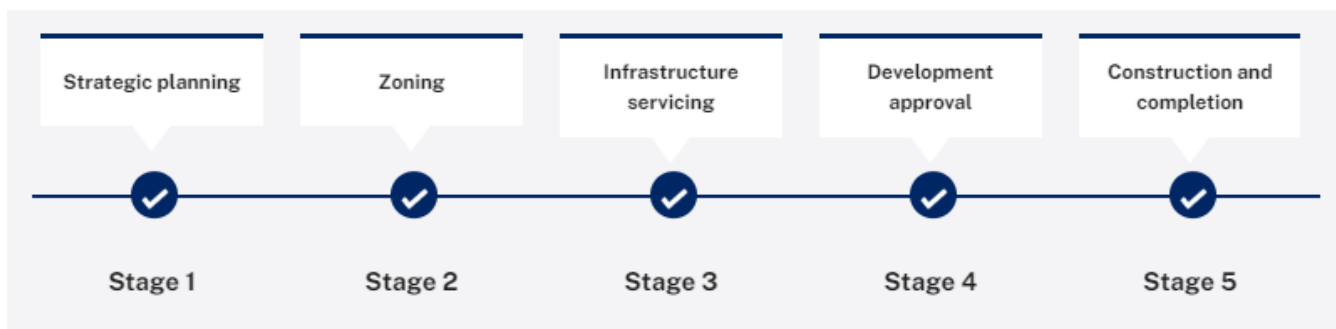 Strategic planning
Zoning
Infrastructure
servicing
Development
approval
Construction and
completion
Stage 1
Stage 2
Stage 3
Stage 4
Stage 5